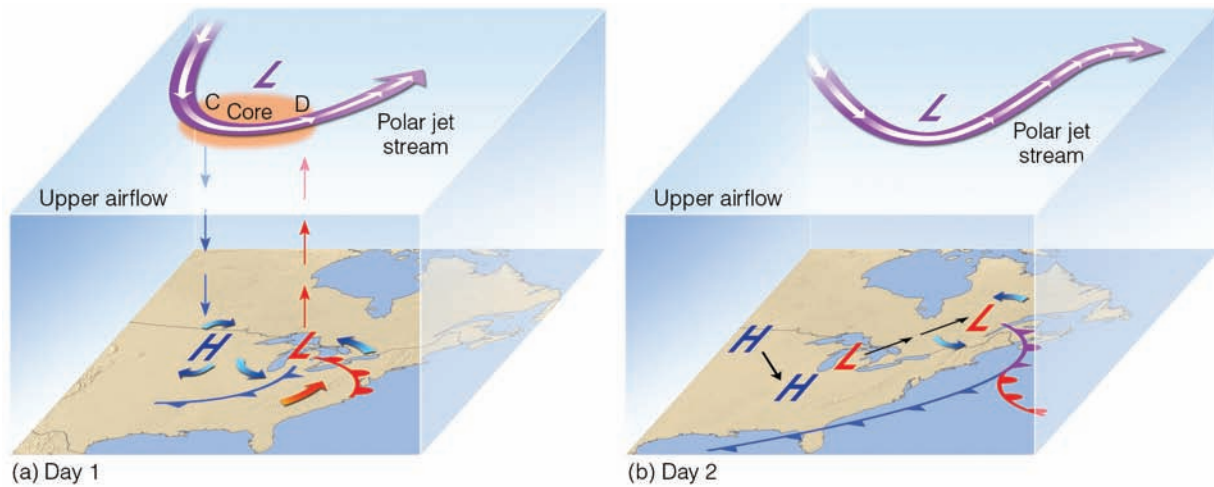 L
C Core D
Polar jet
stream
Upper airflow
H
L
(a) Day 1
L
Polar jet
stream
Upper airflow
H
L
L
H
(b) Day 2